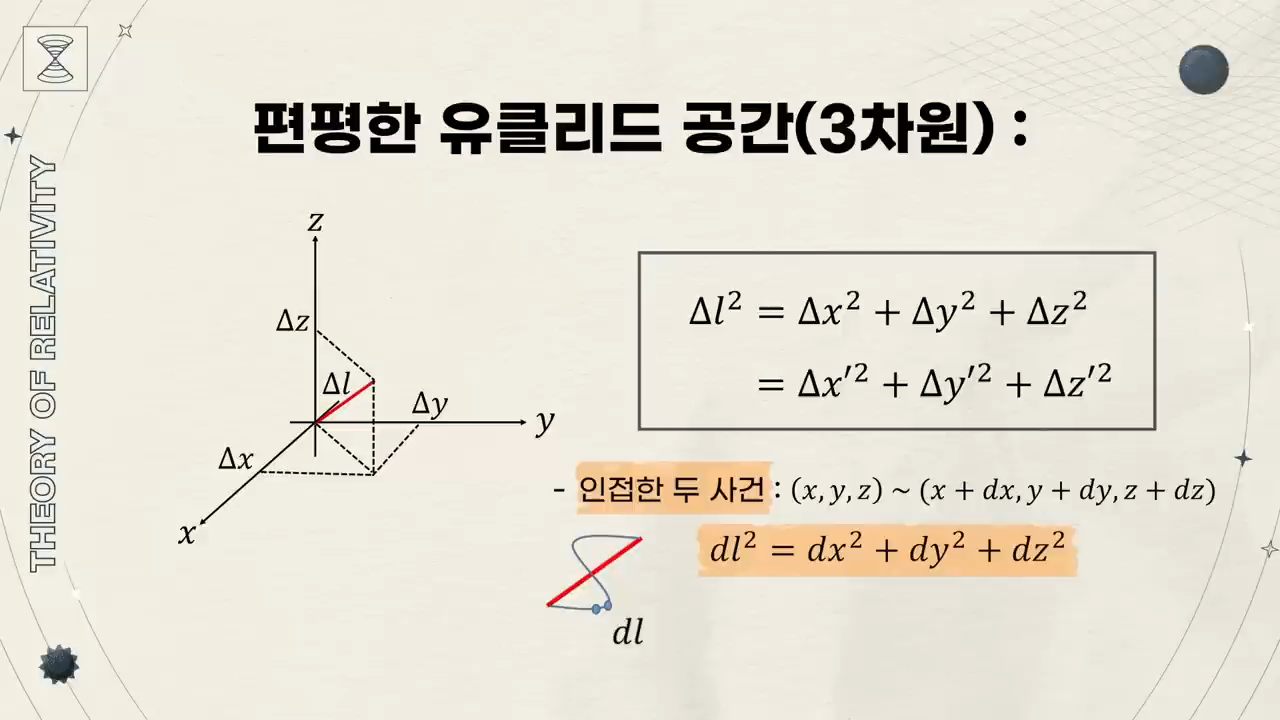 THEORY OF RELATIVITY
편평한 유클리드 공간(3차원) :
z
Δz
Δl
Δy
y
Δx
x
Δl² = Δx² + Δy² + Δz²
= Δx′² + Δy′² + Δz′²
- 인접한 두 사건 : (x, y, z) ~ (x + dx, y + dy, z + dz)
dl² = dx² + dy² + dz²
dl